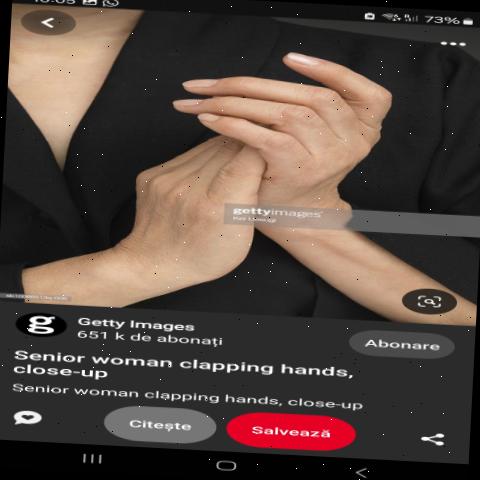 73%
gettyimages
Getty Images
651 k de abonați
Abonare
Senior woman clapping hands,
close-up
Senior woman clapping hands, close-up
Citește
Salvează